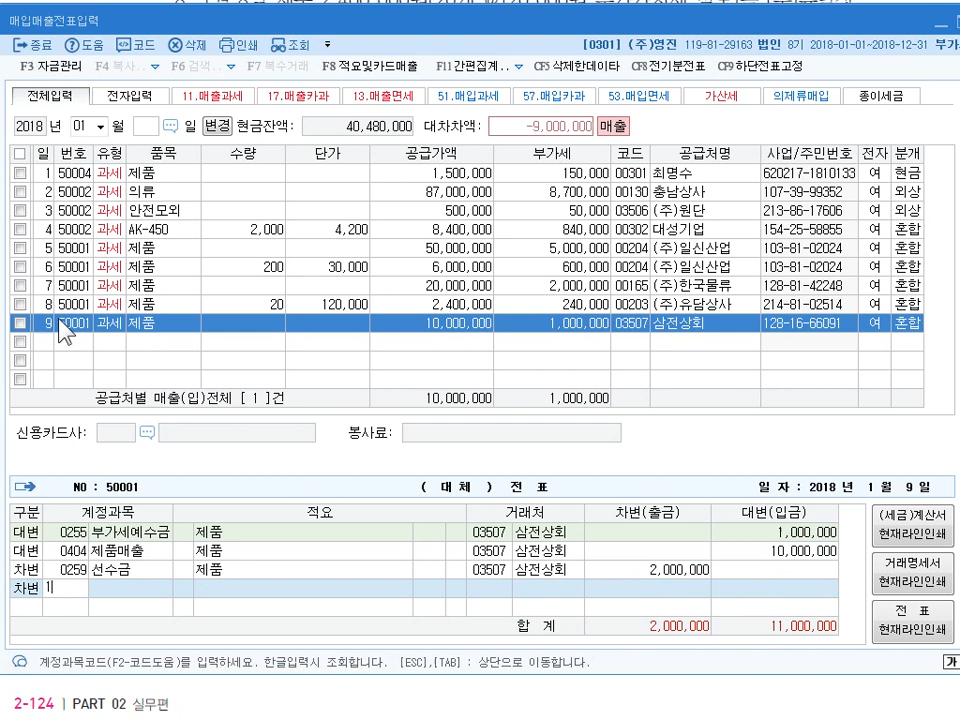 매입매출전표입력
종료 도움 코드 삭제 인쇄 조회 [0301] (주)영진 119-81-29163 법인 8기 2018-01-01~2018-12-31 부가
F3 자금관리 F4 복사.. F6 검색.. F7 복수거래 F8 적요및카드매출 F11 간편집계.. CF5 삭제한데이타 CF8 전기분전표 CF9 하단전표고정
전체입력 전자입력 11.매출과세 17.매출카과 13.매출면세 51.매입과세 57.매입카과 53.매입면세 가산세 의제류매입 종이세금
2018 년 01 월 일 변경 현금잔액: 40,480,000 대차차액: -9,000,000 매출
일 번호 유형 품목 수량 단가 공급가액 부가세 코드 공급처명 사업/주민번호 전자 분개
1 50004 과세 제품 1,500,000 150,000 00301 최명수 620217-1810133 여 현금
2 50002 과세 의류 87,000,000 8,700,000 00130 충남상사 107-39-99352 여 외상
3 50002 과세 안전모외 500,000 50,000 03506 (주)원단 213-86-17606 여 외상
4 50002 과세 AK-450 2,000 4,200 8,400,000 840,000 00302 대성기업 154-25-58855 여 혼합
5 50001 과세 제품 50,000,000 5,000,000 00204 (주)일신산업 103-81-02024 여 혼합
6 50001 과세 제품 200 30,000 6,000,000 600,000 00204 (주)일신산업 103-81-02024 여 혼합
7 50001 과세 제품 20,000,000 2,000,000 00165 (주)한국물류 128-81-42248 여 혼합
8 50001 과세 제품 20 120,000 2,400,000 240,000 00203 (주)유담상사 214-81-02514 여 혼합
9 50001 과세 제품 10,000,000 1,000,000 03507 삼전상회 128-16-66091 여 혼합
공급처별 매출(입)전체 [ 1 ]건 10,000,000 1,000,000
신용카드사: 봉사료:
NO : 50001 ( 대 체 ) 전 표 일 자 : 2018 년 1 월 9 일
구분 계정과목 적요 거래처 차변(출금) 대변(입금)
대변 0255 부가세예수금 제품 03507 삼전상회 1,000,000
대변 0404 제품매출 제품 03507 삼전상회 10,000,000
차변 0259 선수금 제품 03507 삼전상회 2,000,000
차변 1
합 계 2,000,000 11,000,000
(세금)계산서
현재라인인쇄
거래명세서
현재라인인쇄
전 표
현재라인인쇄
계정과목코드(F2-코드도움)를 입력하세요. 한글입력시 조회합니다. [ESC],[TAB] : 상단으로 이동합니다. 가
2-124 | PART 02 실무편